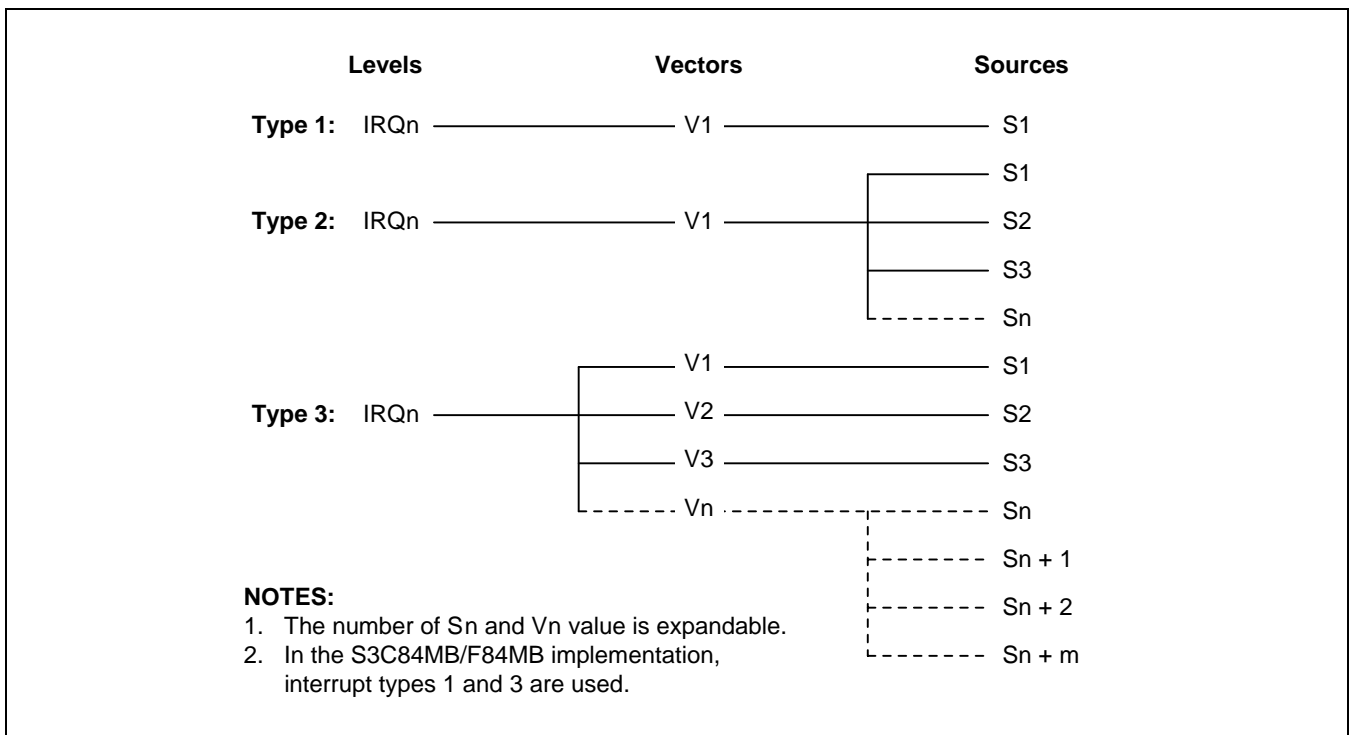 Levels Vectors Sources
Type 1: IRQn V1 S1
S1
Type 2: IRQn V1 S2
S3
Sn
V1 S1
Type 3: IRQn V2 S2
V3 S3
Vn Sn
Sn + 1
NOTES:
Sn + 2
1. The number of Sn and Vn value is expandable.
2. In the S3C84MB/F84MB implementation,
Sn + m
interrupt types 1 and 3 are used.